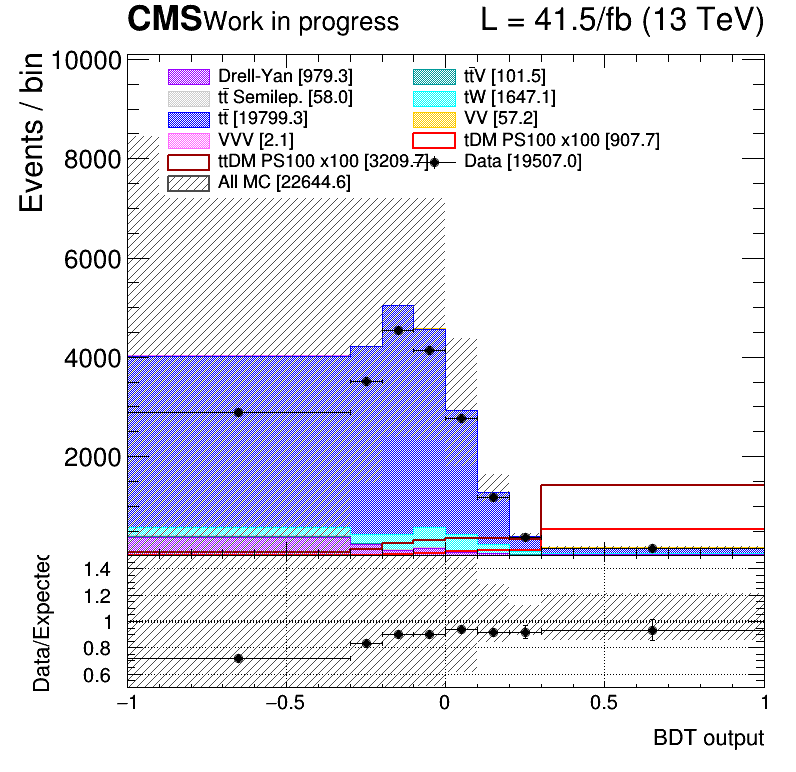 CMS Work in progress L = 41.5/fb (13 TeV)
Events / bin
10000
8000
6000
4000
2000
Drell-Yan [979.3] tt̄V [101.5]
tt̄ Semilep. [58.0] tW [1647.1]
tt̄ [19799.3] VV [57.2]
VVV [2.1] tDM PS100 x100 [907.7]
ttDM PS100 x100 [3209.7] Data [19507.0]
All MC [22644.6]
Data/Expected
1.4
1.2
1
0.8
0.6
−1 −0.5 0 0.5 1
BDT output